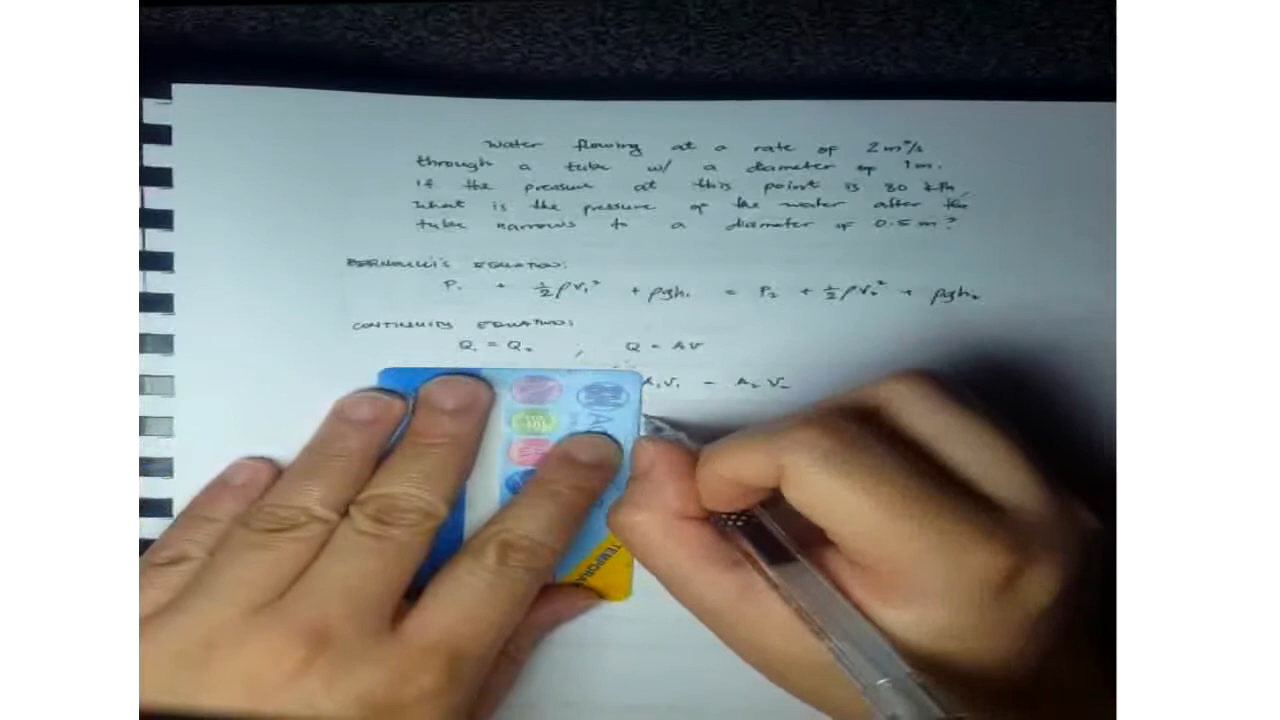 Water flowing at a rate of 2 m³/s
through a tube w/ a diameter of 1m.
If the pressure at this point is 80 kPa,
what is the pressure of the water after the
tube narrows to a diameter of 0.5 m?
BERNOULLI'S EQUATION:
P₁ + ½ρV₁² + ρgh₁ = P₂ + ½ρV₂² + ρgh₂
CONTINUITY EQUATION:
Q₁ = Q₂ , Q = AV
A₁V₁ = A₂V₂
TEMPORA